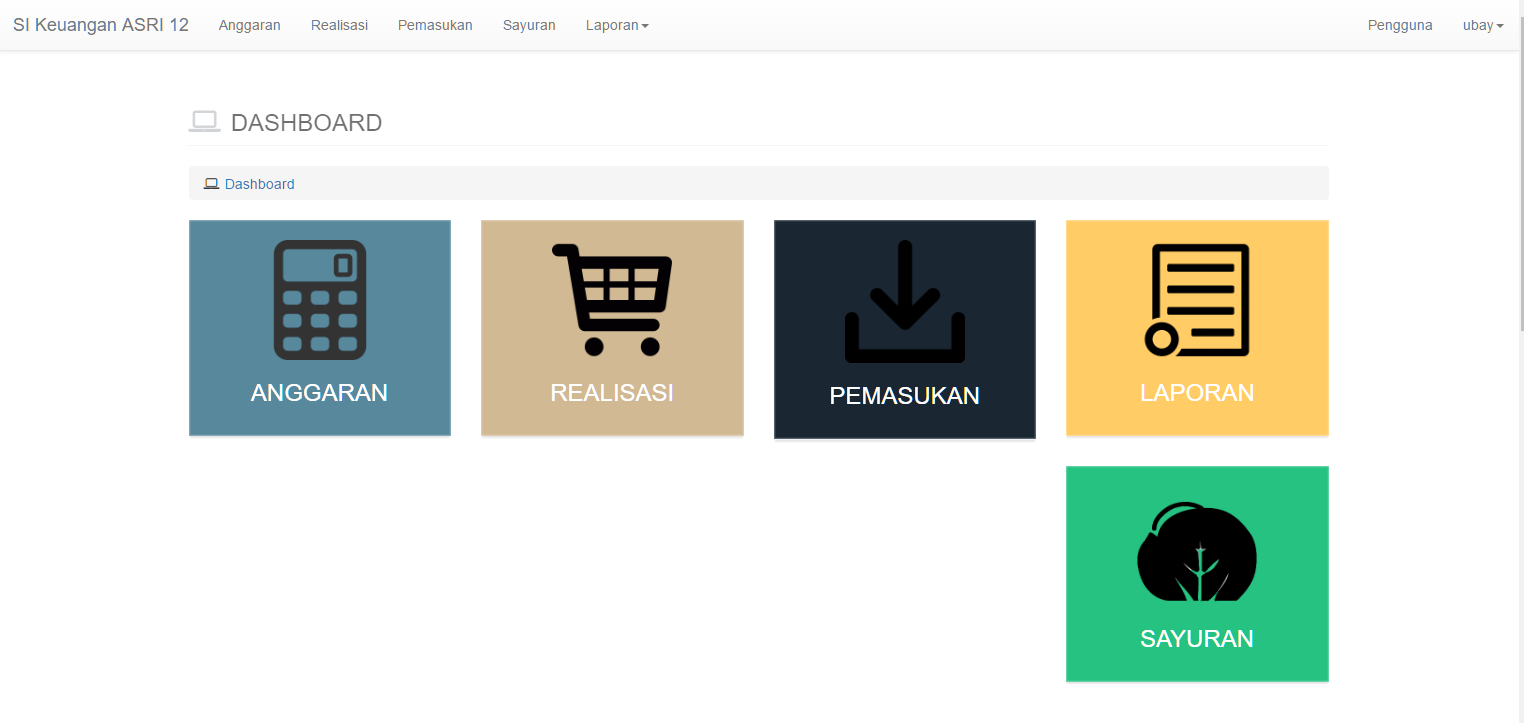 SI Keuangan ASRI 12 Anggaran Realisasi Pemasukan Sayuran Laporan Pengguna ubay
DASHBOARD
Dashboard
ANGGARAN
REALISASI
PEMASUKAN
LAPORAN
SAYURAN